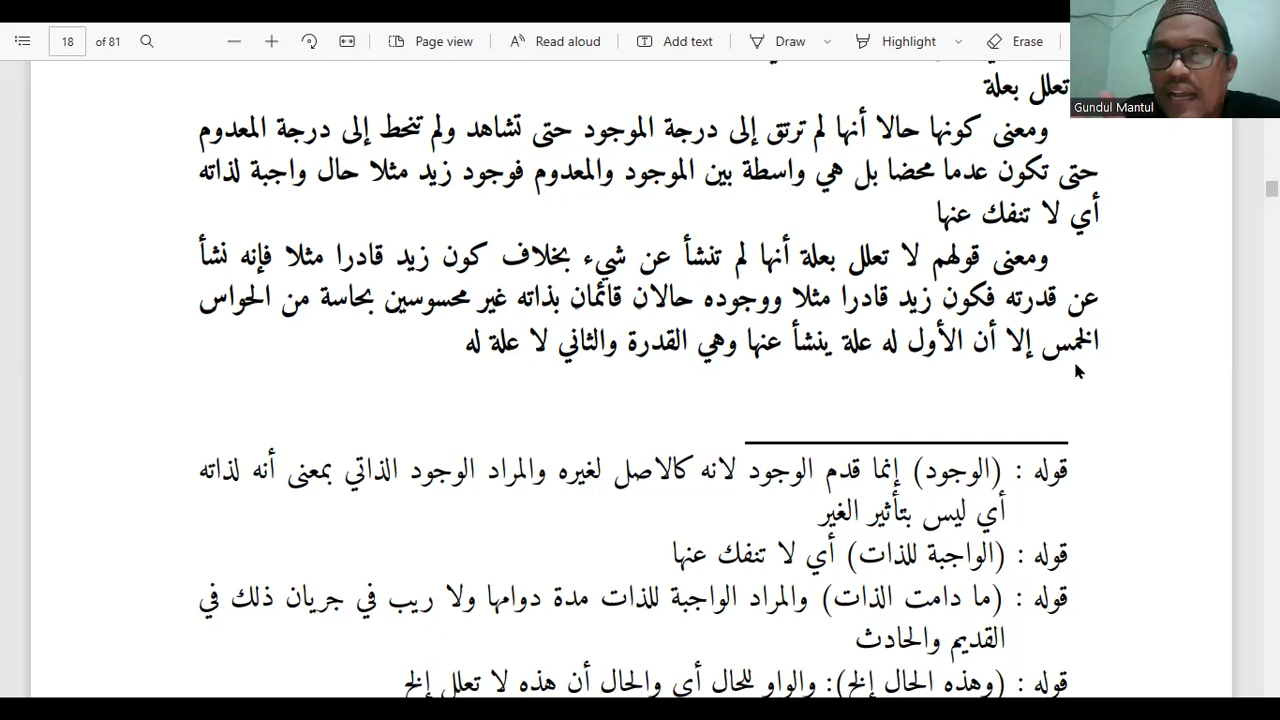 18 of 81
Page view
Read aloud
Add text
Draw
Highlight
Erase
Gundul Mantul
تعلل بعلة
ومعنى كونها حالا أنها لم ترتق إلى درجة الموجود حتى تشاهد ولم تنحط إلى درجة المعدوم
حتى تكون عدما محضا بل هي واسطة بين الموجود والمعدوم فوجود زيد مثلا حال واجبة لذاته
أي لا تنفك عنها
ومعنى قولهم لا تعلل بعلة أنها لم تنشأ عن شيء بخلاف كون زيد قادرا مثلا فإنه نشأ
عن قدرته فكون زيد قادرا مثلا ووجوده حالان قائمان بذاته غير محسوسين بحاسة من الحواس
الخمس إلا أن الأول له علة ينشأ عنها وهي القدرة والثاني لا علة له
قوله : (الوجود) إنما قدم الوجود لانه كالاصل لغيره والمراد الوجود الذاتي بمعنى أنه لذاته
أي ليس بتأثير الغير
قوله : (الواجبة للذات) أي لا تنفك عنها
قوله : (ما دامت الذات) والمراد الواجبة للذات مدة دوامها ولا ريب في جريان ذلك في
القديم والحادث
قوله : (وهذه الحال إلخ): والواو للحال أي والحال أن هذه لا تعلل إلخ